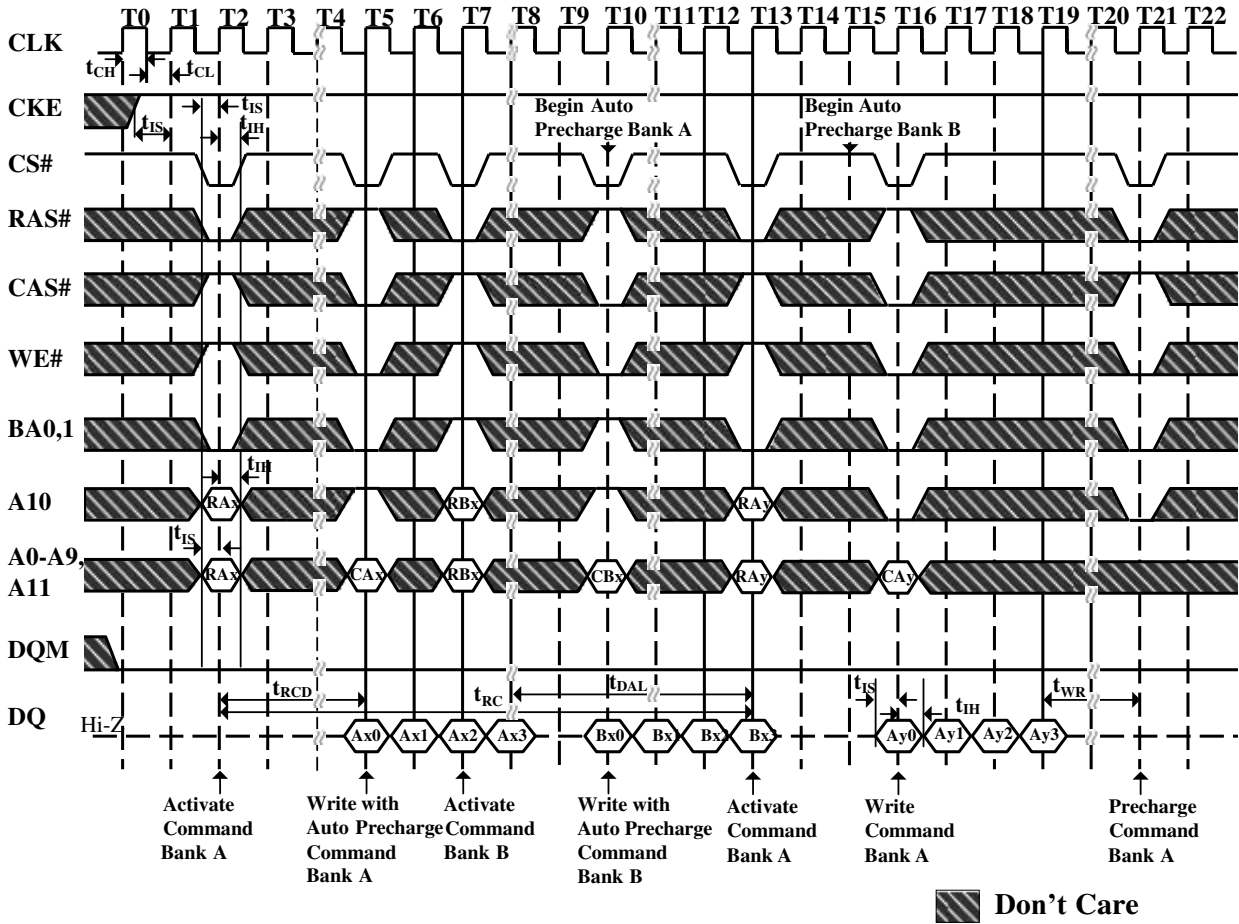 T0 T1 T2 T3 T4 T5 T6 T7 T8 T9 T10 T11 T12 T13 T14 T15 T16 T17 T18 T19 T20 T21 T22
CLK
tCH tCL
CKE
tIS
tIS
tIH
Begin Auto
Precharge Bank A
Begin Auto
Precharge Bank B
CS#
RAS#
CAS#
WE#
BA0,1
tIH
A10
RAx RBx RAy
tIS
A0-A9,
A11
RAx CAx RBx CBx RAy CAy
DQM
tRCD tRC tDAL tIS tIH tWR
DQ
Hi-Z
Ax0 Ax1 Ax2 Ax3 Bx0 Bx1 Bx2 Bx3 Ay0 Ay1 Ay2 Ay3
Activate
Command
Bank A
Write with
Auto Precharge
Command
Bank A
Activate
Command
Bank B
Write with
Auto Precharge
Command
Bank B
Activate
Command
Bank A
Write
Command
Bank A
Precharge
Command
Bank A
Don't Care